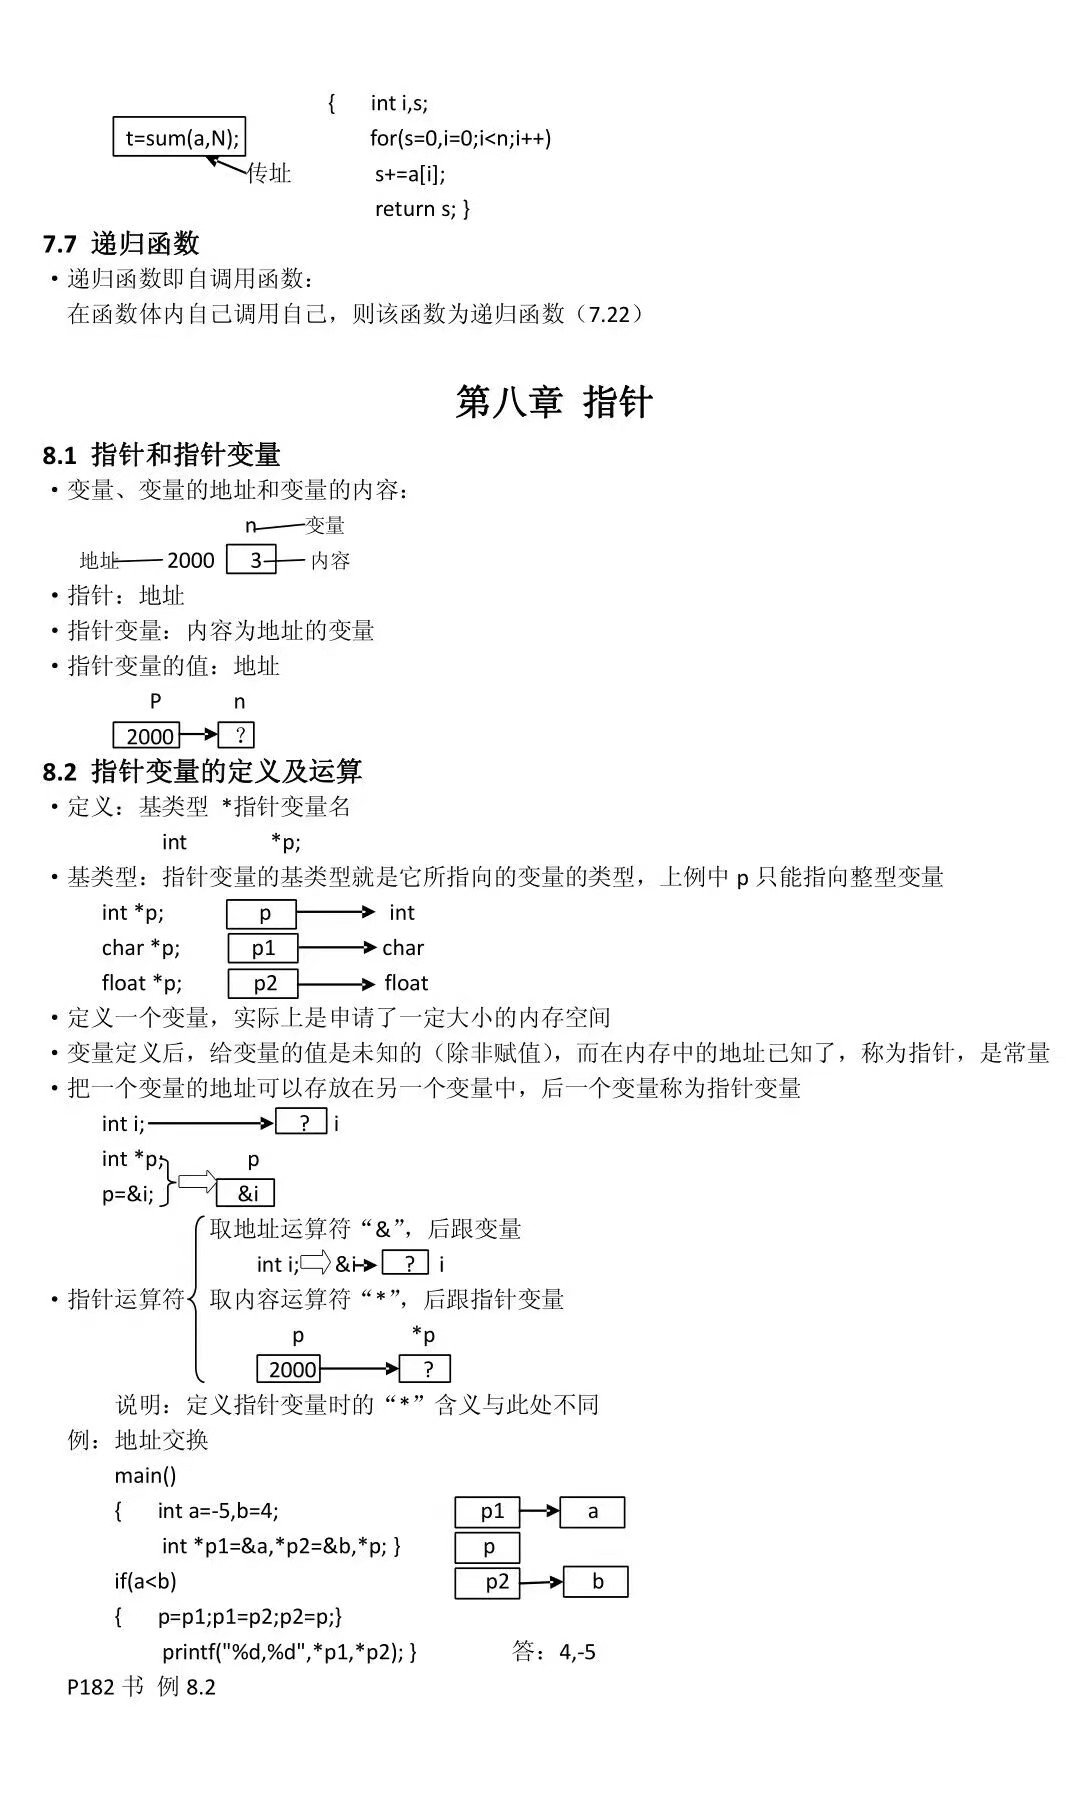 { int i,s;
t=sum(a,N); for(s=0,i=0;i<n;i++)
传址 s+=a[i];
return s; }
7.7 递归函数
·递归函数即自调用函数：
在函数体内自己调用自己，则该函数为递归函数（7.22）
第八章 指针
8.1 指针和指针变量
·变量、变量的地址和变量的内容：
n 变量
地址 2000 3 内容
·指针：地址
·指针变量：内容为地址的变量
·指针变量的值：地址
P n
2000 ？
8.2 指针变量的定义及运算
·定义：基类型 *指针变量名
int *p;
·基类型：指针变量的基类型就是它所指向的变量的类型，上例中 p 只能指向整型变量
int *p; p int
char *p; p1 char
float *p; p2 float
·定义一个变量，实际上是申请了一定大小的内存空间
·变量定义后，给变量的值是未知的（除非赋值），而在内存中的地址已知了，称为指针，是常量
·把一个变量的地址可以存放在另一个变量中，后一个变量称为指针变量
int i; ? i
int *p; p
p=&i; &i
取地址运算符“&”，后跟变量
int i; &i ? i
·指针运算符 取内容运算符“*”，后跟指针变量
p *p
2000 ?
说明：定义指针变量时的“*”含义与此处不同
例：地址交换
main()
{ int a=-5,b=4; p1 a
int *p1=&a,*p2=&b,*p; } p
if(a<b) p2 b
{ p=p1;p1=p2;p2=p;}
printf("%d,%d",*p1,*p2); } 答：4,-5
P182 书 例 8.2